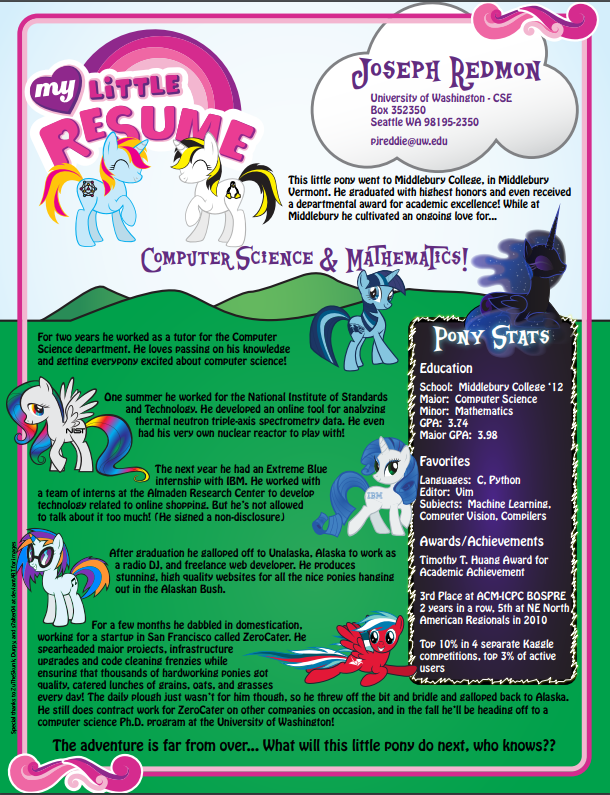 my LiTTLE
RESUME
JOSEPH REDMON
University of Washington - CSE
Box 352350
Seattle WA 98195-2350
pjreddie@uw.edu
This little pony went to Middlebury College, in Middlebury
Vermont. He graduated with highest honors and even received
a departmental award for academic excellence! While at
Middlebury he cultivated an ongoing love for...
COMPUTER SCIENCE & MATHEMATICS!
For two years he worked as a tutor for the Computer
Science department. He loves passing on his knowledge
and getting everypony excited about computer science!
NIST
One summer he worked for the National Institute of Standards
and Technology. He developed an online tool for analyzing
thermal neutron triple-axis spectrometry data. He even
had his very own nuclear reactor to play with!
The next year he had an Extreme Blue
internship with IBM. He worked with
a team of interns at the Almaden Research Center to develop
technology related to online shopping. But he's not allowed
to talk about it too much! (He signed a non-disclosure)
IBM
After graduation he galloped off to Unalaska, Alaska to work as
a radio DJ, and freelance web developer. He produces
stunning, high quality websites for all the nice ponies hanging
out in the Alaskan Bush.
For a few months he dabbled in domestication,
working for a startup in San Francisco called ZeroCater. He
spearheaded major projects, infrastructure
upgrades and code cleaning frenzies while
ensuring that thousands of hardworking ponies got
quality, catered lunches of grains, oats, and grasses
every day! The daily plough just wasn't for him though, so he threw off the bit and bridle and galloped back to Alaska.
He still does contract work for ZeroCater on other companies on occasion, and in the fall he'll be heading off to a
computer science Ph.D. program at the University of Washington!
PONY STATS
Education
School: Middlebury College '12
Major: Computer Science
Minor: Mathematics
GPA: 3.74
Major GPA: 3.98
Favorites
Languages: C, Python
Editor: Vim
Subjects: Machine Learning,
Computer Vision, Compilers
Awards/Achievements
Timothy T. Huang Award for
Academic Achievement
3rd Place at ACM-ICPC BOSPRE
2 years in a row, 5th at NE North
American Regionals in 2010
Top 10% in 4 separate Kaggle
competitions, top 3% of active
users
The adventure is far from over... What will this little pony do next, who knows??